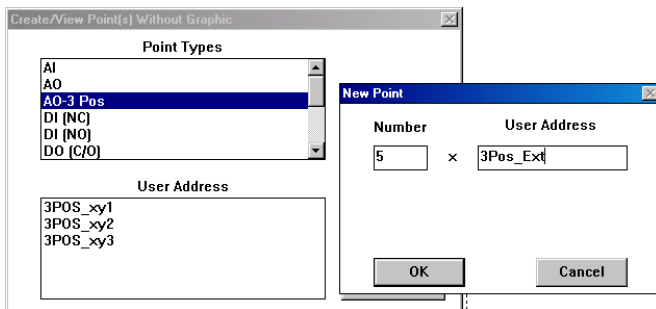 Create/View Point(s) Without Graphic
Point Types
AI
AO
AO-3 Pos
DI (NC)
DI (NO)
DO (C/O)
User Address
3POS_xy1
3POS_xy2
3POS_xy3
New Point
Number
User Address
5
×
3Pos_Ext
OK
Cancel